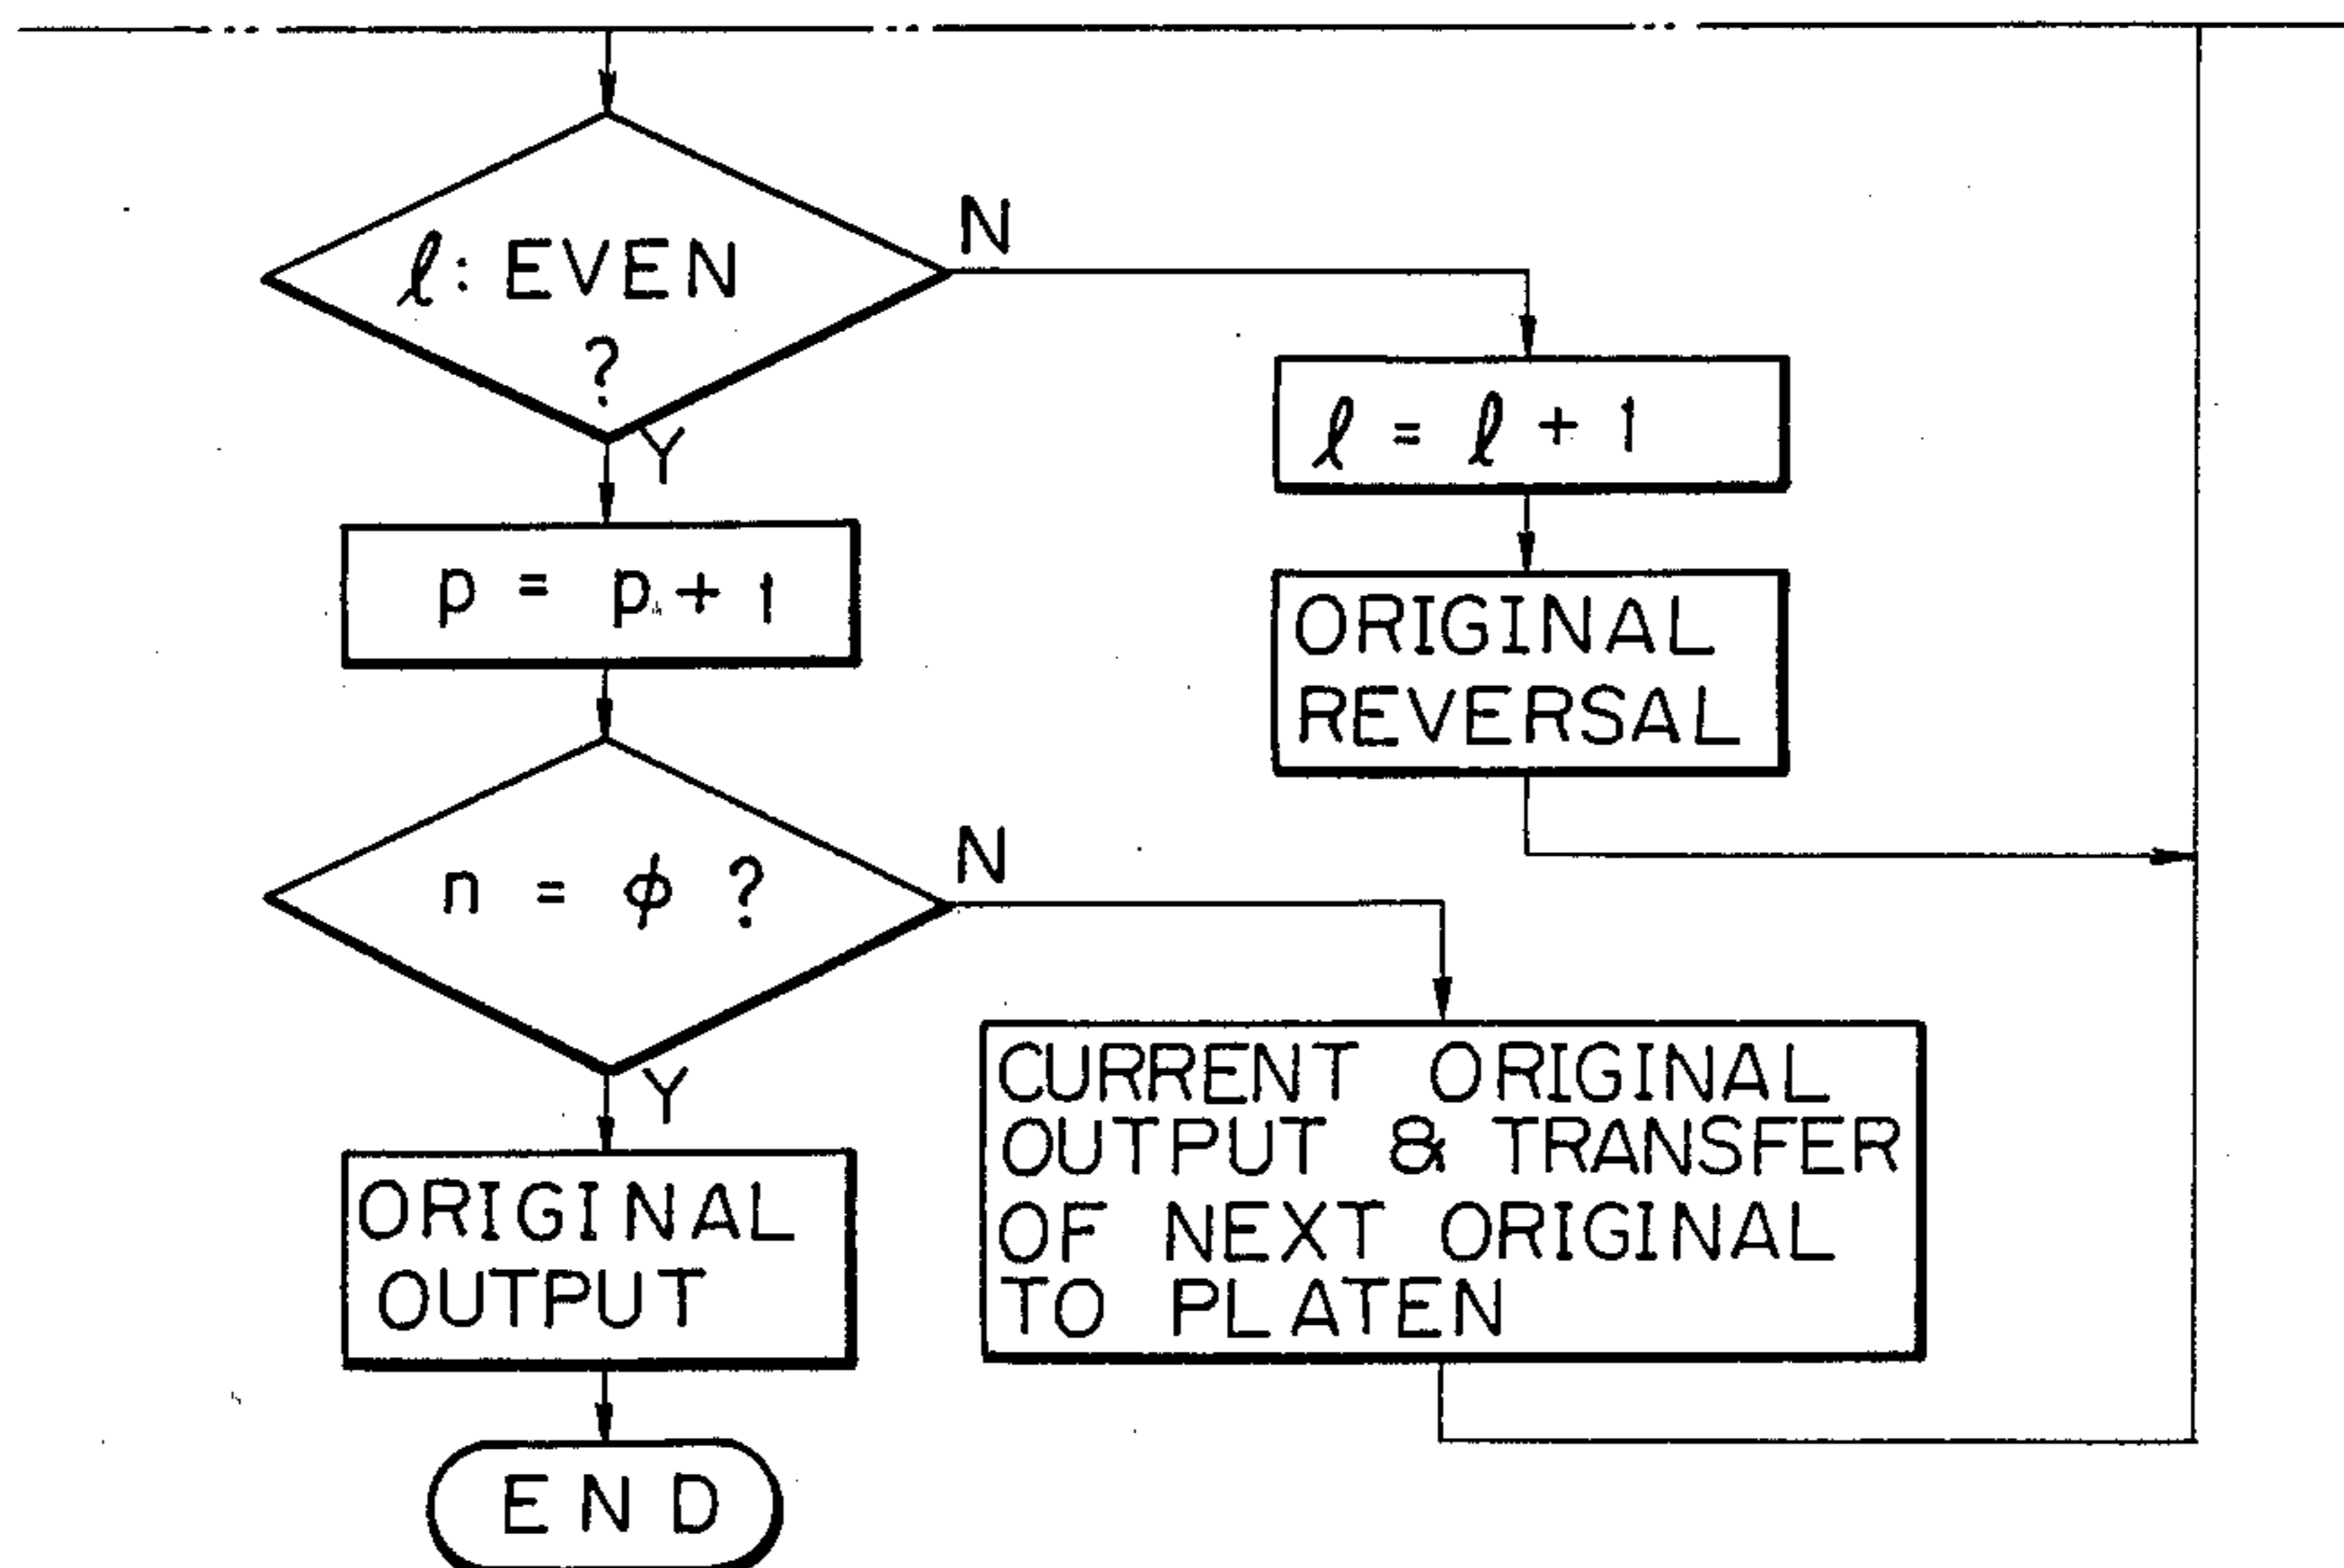 ℓ: EVEN
?
N
Y
ℓ = ℓ + 1
p = p + 1
ORIGINAL
REVERSAL
n = ϕ ?
N
Y
CURRENT ORIGINAL
OUTPUT & TRANSFER
OF NEXT ORIGINAL
TO PLATEN
ORIGINAL
OUTPUT
END